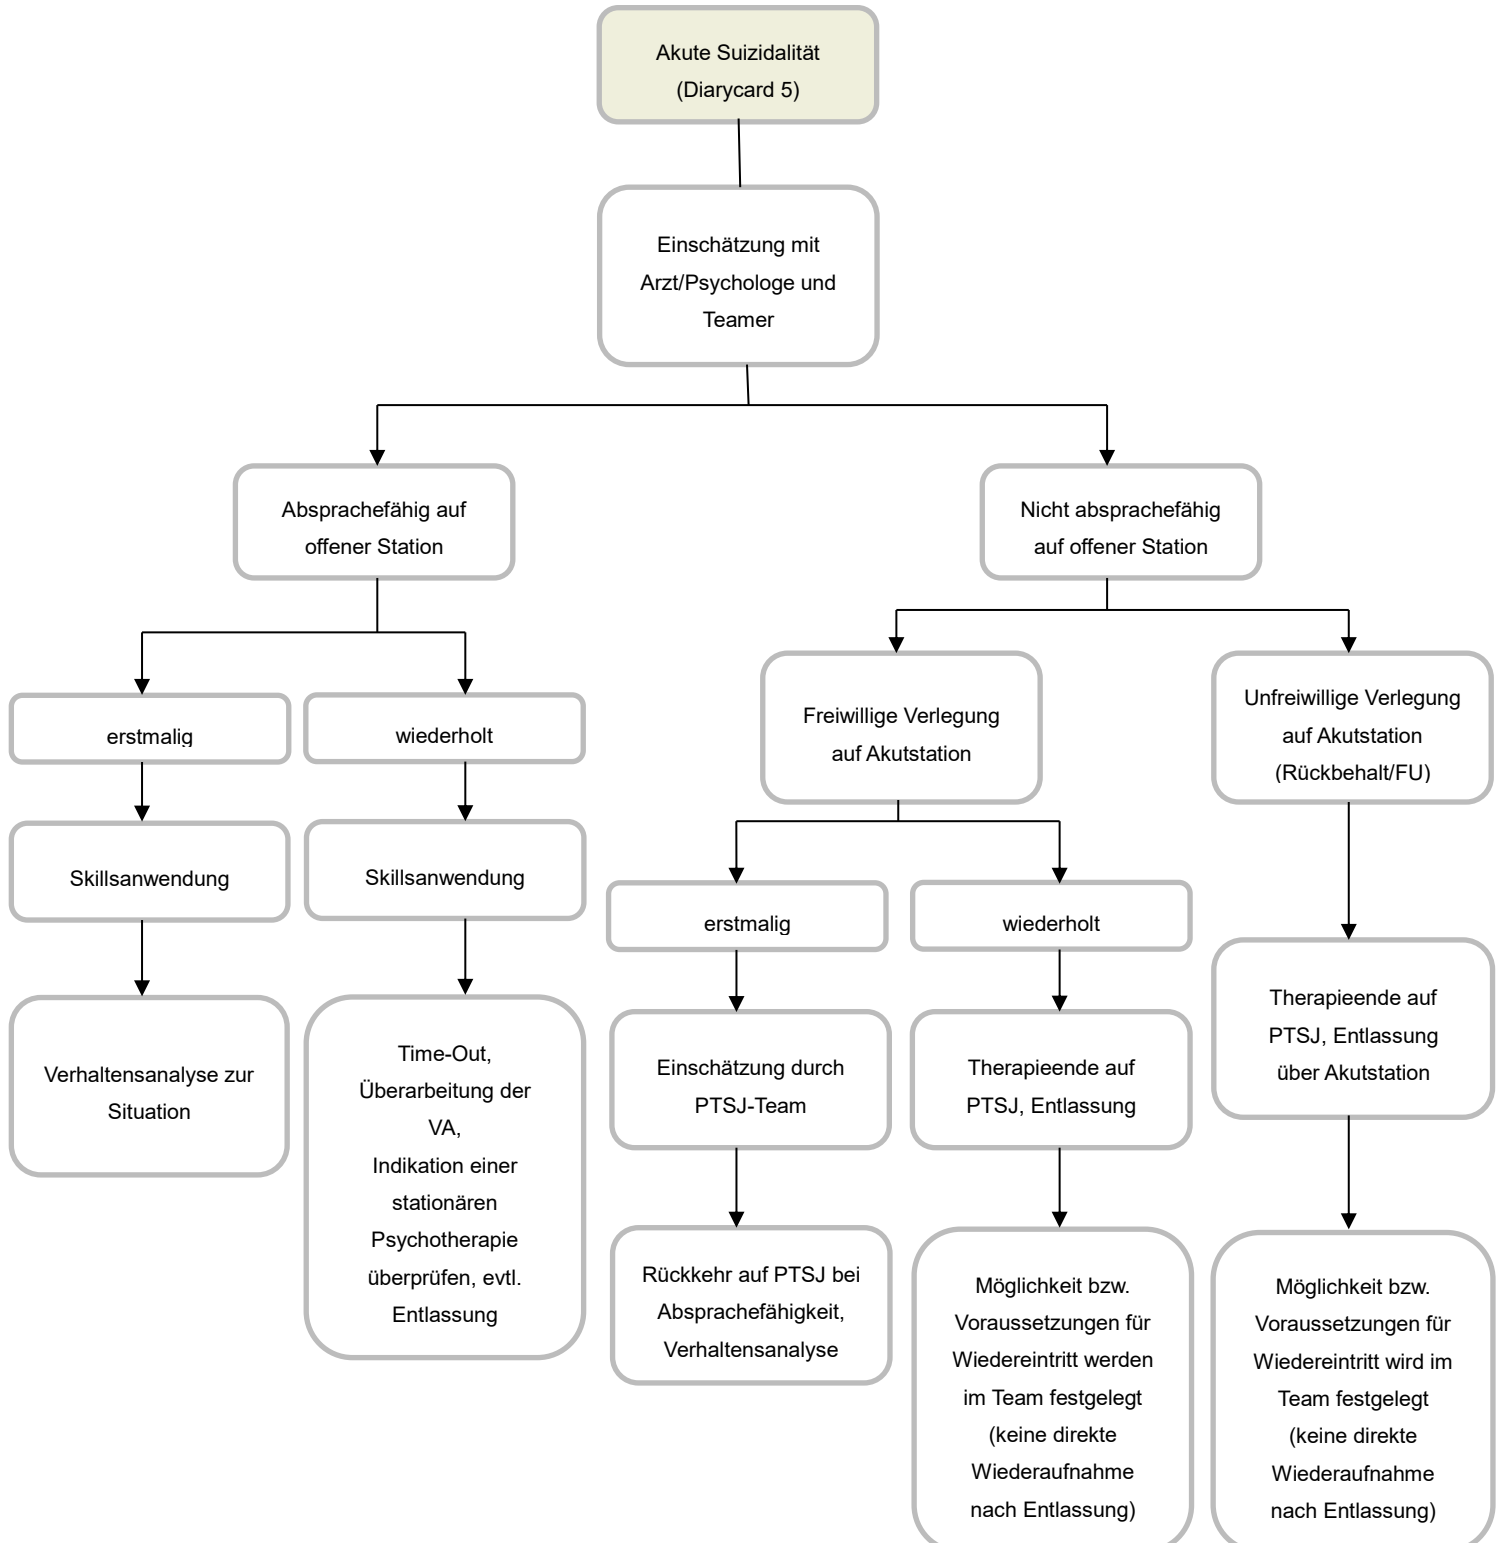 Akute Suizidalität
(Diarycard 5)
Einschätzung mit
Arzt/Psychologe und
Teamer
Absprachefähig auf
offener Station
Nicht absprachefähig
auf offener Station
erstmalig
wiederholt
Freiwillige Verlegung
auf Akutstation
Unfreiwillige Verlegung
auf Akutstation
(Rückbehalt/FU)
Skillsanwendung
Skillsanwendung
erstmalig
wiederholt
Verhaltensanalyse zur
Situation
Time-Out,
Überarbeitung der
VA,
Indikation einer
stationären
Psychotherapie
überprüfen, evtl.
Entlassung
Einschätzung durch
PTSJ-Team
Therapieende auf
PTSJ, Entlassung
Therapieende auf
PTSJ, Entlassung
über Akutstation
Rückkehr auf PTSJ bei
Absprachefähigkeit,
Verhaltensanalyse
Möglichkeit bzw.
Voraussetzungen für
Wiedereintritt werden
im Team festgelegt
(keine direkte
Wiederaufnahme
nach Entlassung)
Möglichkeit bzw.
Voraussetzungen für
Wiedereintritt wird im
Team festgelegt
(keine direkte
Wiederaufnahme
nach Entlassung)